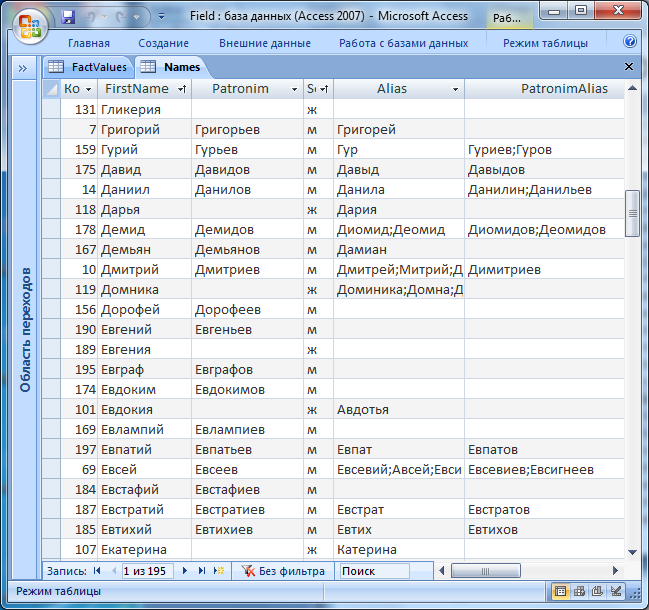 Field : база данных (Access 2007) - Microsoft Access Раб...
Главная Создание Внешние данные Работа с базами данных Режим таблицы
» FactValues Names
Ко FirstName Patronim Se Alias PatronimAlias
131 Гликерия ж
7 Григорий Григорьев м Григорей
159 Гурий Гурьев м Гур Гуриев;Гуров
175 Давид Давидов м Давыд Давыдов
14 Даниил Данилов м Данила Данилин;Данильев
118 Дарья ж Дария
178 Демид Демидов м Диомид;Деомид Диомидов;Деомидов
167 Демьян Демьянов м Дамиан
10 Дмитрий Дмитриев м Дмитрей;Митрий;Д Димитриев
119 Домника ж Доминика;Домна;Д
156 Дорофей Дорофеев м
190 Евгений Евгеньев м
189 Евгения ж
195 Евграф Евграфов м
174 Евдоким Евдокимов м
101 Евдокия ж Авдотья
169 Евлампий Евлампиев м
197 Евпатий Евпатьев м Евпат Евпатов
69 Евсей Евсеев м Евсевий;Авсей;Евси Евсевиев;Евсигнеев
184 Евстафий Евстафиев м
187 Евстратий Евстратиев м Евстрат Евстратов
185 Евтихий Евтихиев м Евтих Евтихов
107 Екатерина ж Катерина
Область переходов
Запись: 1 из 195 Без фильтра Поиск
Режим таблицы